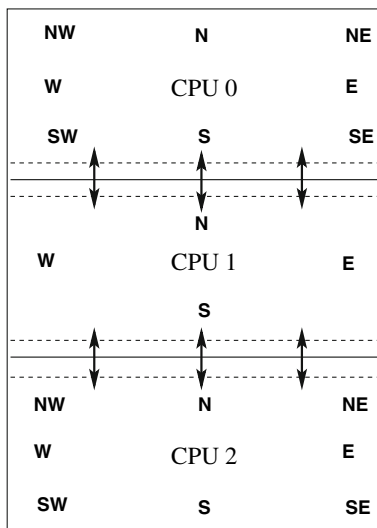 NW N NE
W CPU 0 E
SW S SE
N
W CPU 1 E
S
NW N NE
W CPU 2 E
SW S SE